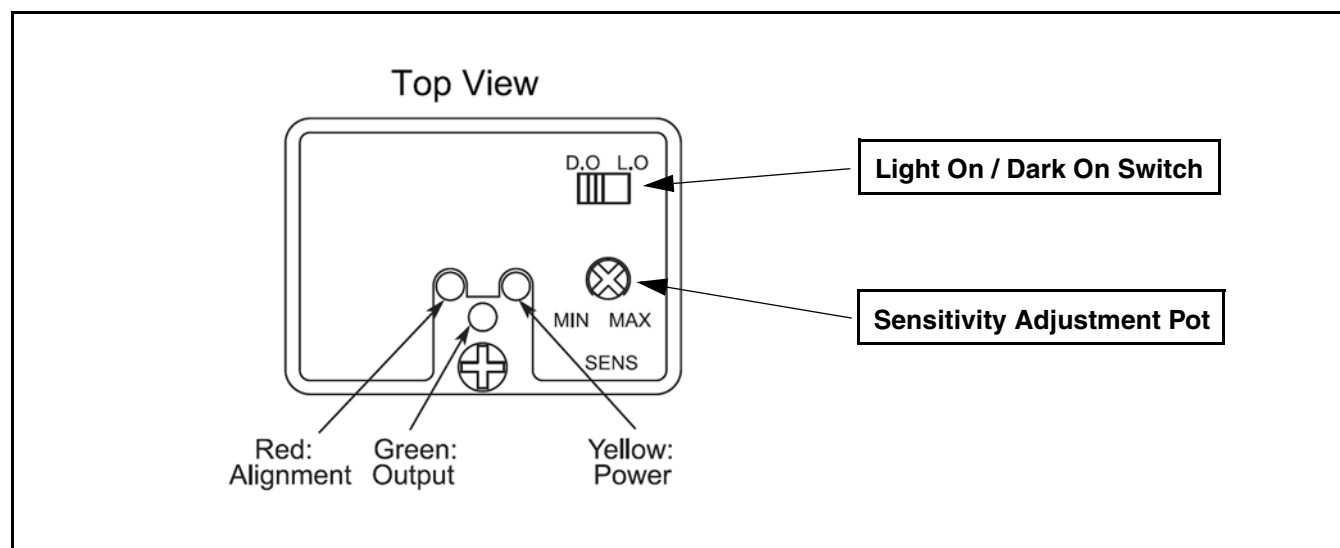 Top View
D.O L.O
Light On / Dark On Switch
MIN MAX
Sensitivity Adjustment Pot
SENS
Red:
Alignment
Green:
Output
Yellow:
Power